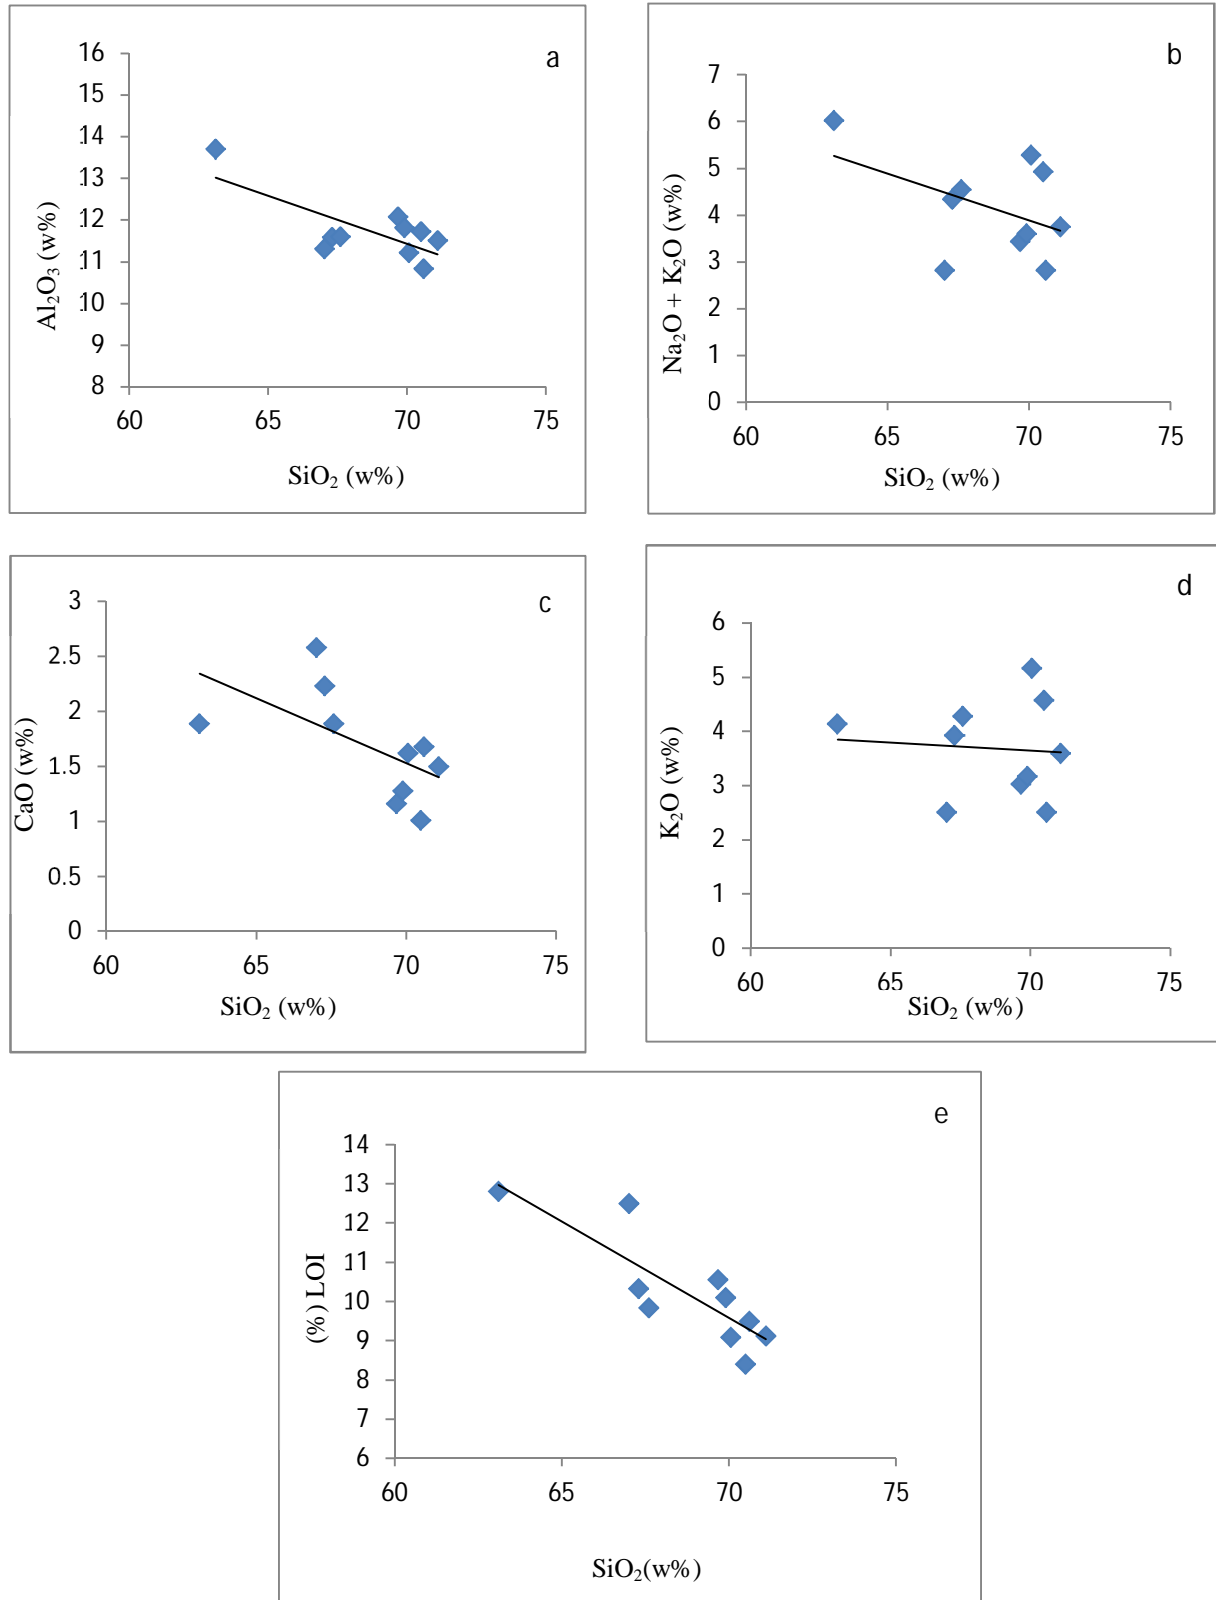 a
16
15
14
13
12
11
10
9
8
60 65 70 75
Al₂O₃ (w%)
SiO₂ (w%)
b
7
6
5
4
3
2
1
0
60 65 70 75
Na₂O + K₂O (w%)
SiO₂ (w%)
c
3
2.5
2
1.5
1
0.5
0
60 65 70 75
CaO (w%)
SiO₂ (w%)
d
6
5
4
3
2
1
0
60 65 70 75
K₂O (w%)
SiO₂ (w%)
e
14
13
12
11
10
9
8
7
6
60 65 70 75
(%) LOI
SiO₂(w%)